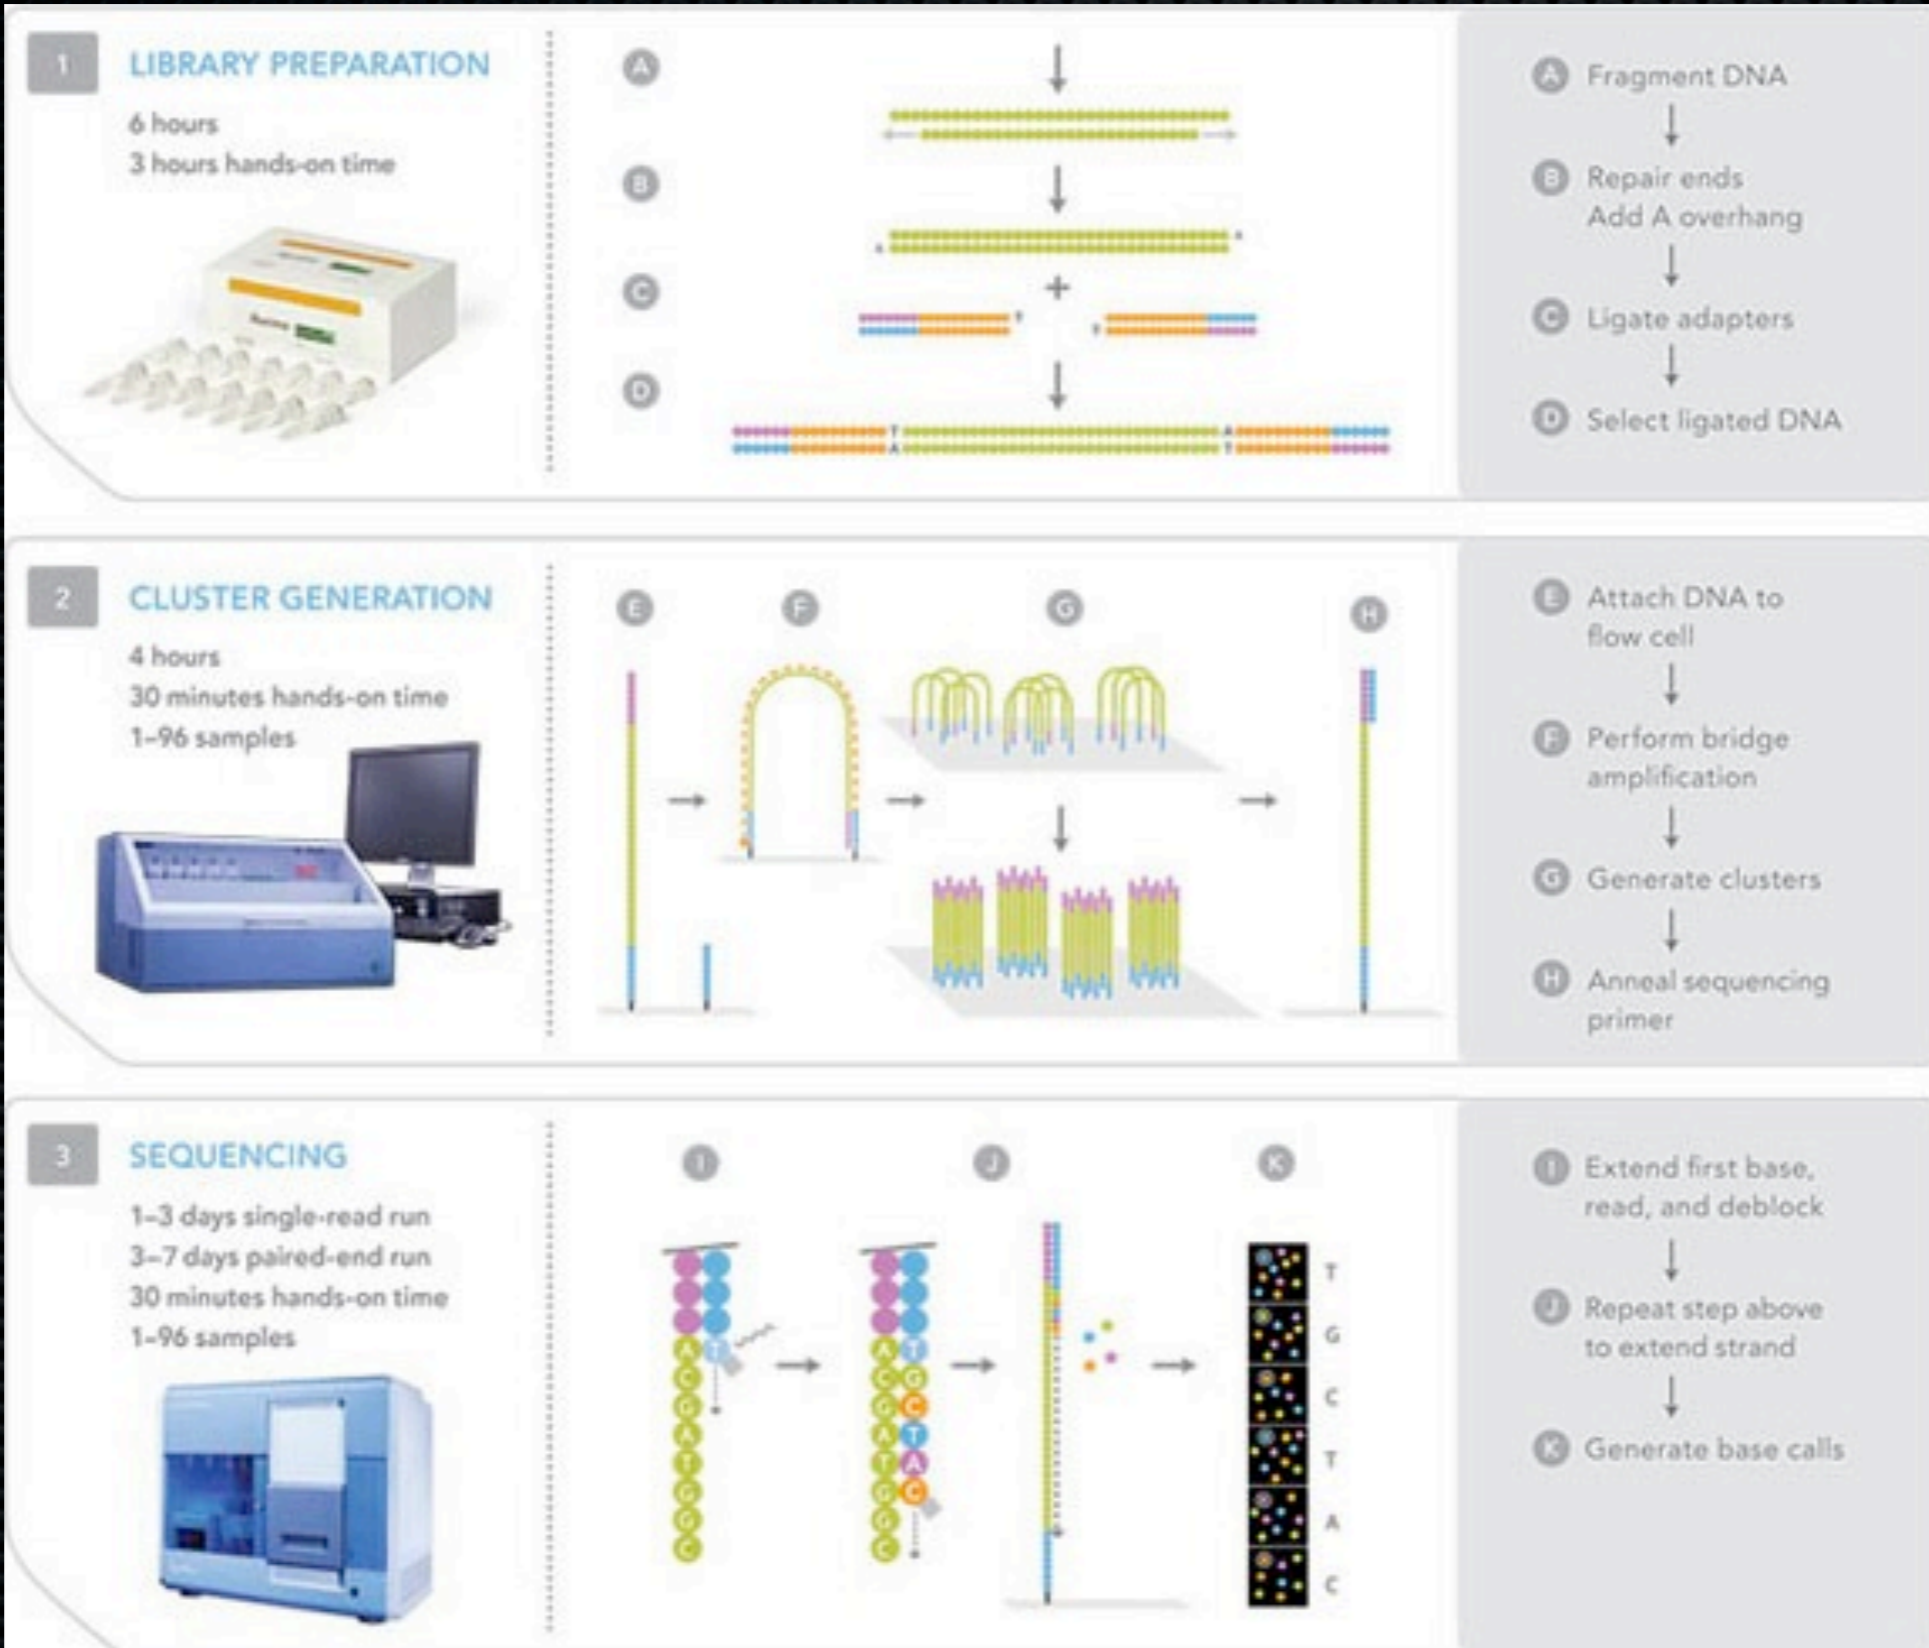 1
LIBRARY PREPARATION
6 hours
3 hours hands-on time
A
B
C
D
A
A
T
T
T
A
A
T
A Fragment DNA
B Repair ends
Add A overhang
C Ligate adapters
D Select ligated DNA
2
CLUSTER GENERATION
4 hours
30 minutes hands-on time
1–96 samples
E
F
G
H
E Attach DNA to
flow cell
F Perform bridge
amplification
G Generate clusters
H Anneal sequencing
primer
3
SEQUENCING
1–3 days single-read run
3–7 days paired-end run
30 minutes hands-on time
1–96 samples
I
J
K
A T
C
G
A
T
G
G
C
A T
C G
G C
A T
T A
G C
G
C
T
G
C
T
A
C
I Extend first base,
read, and deblock
J Repeat step above
to extend strand
K Generate base calls